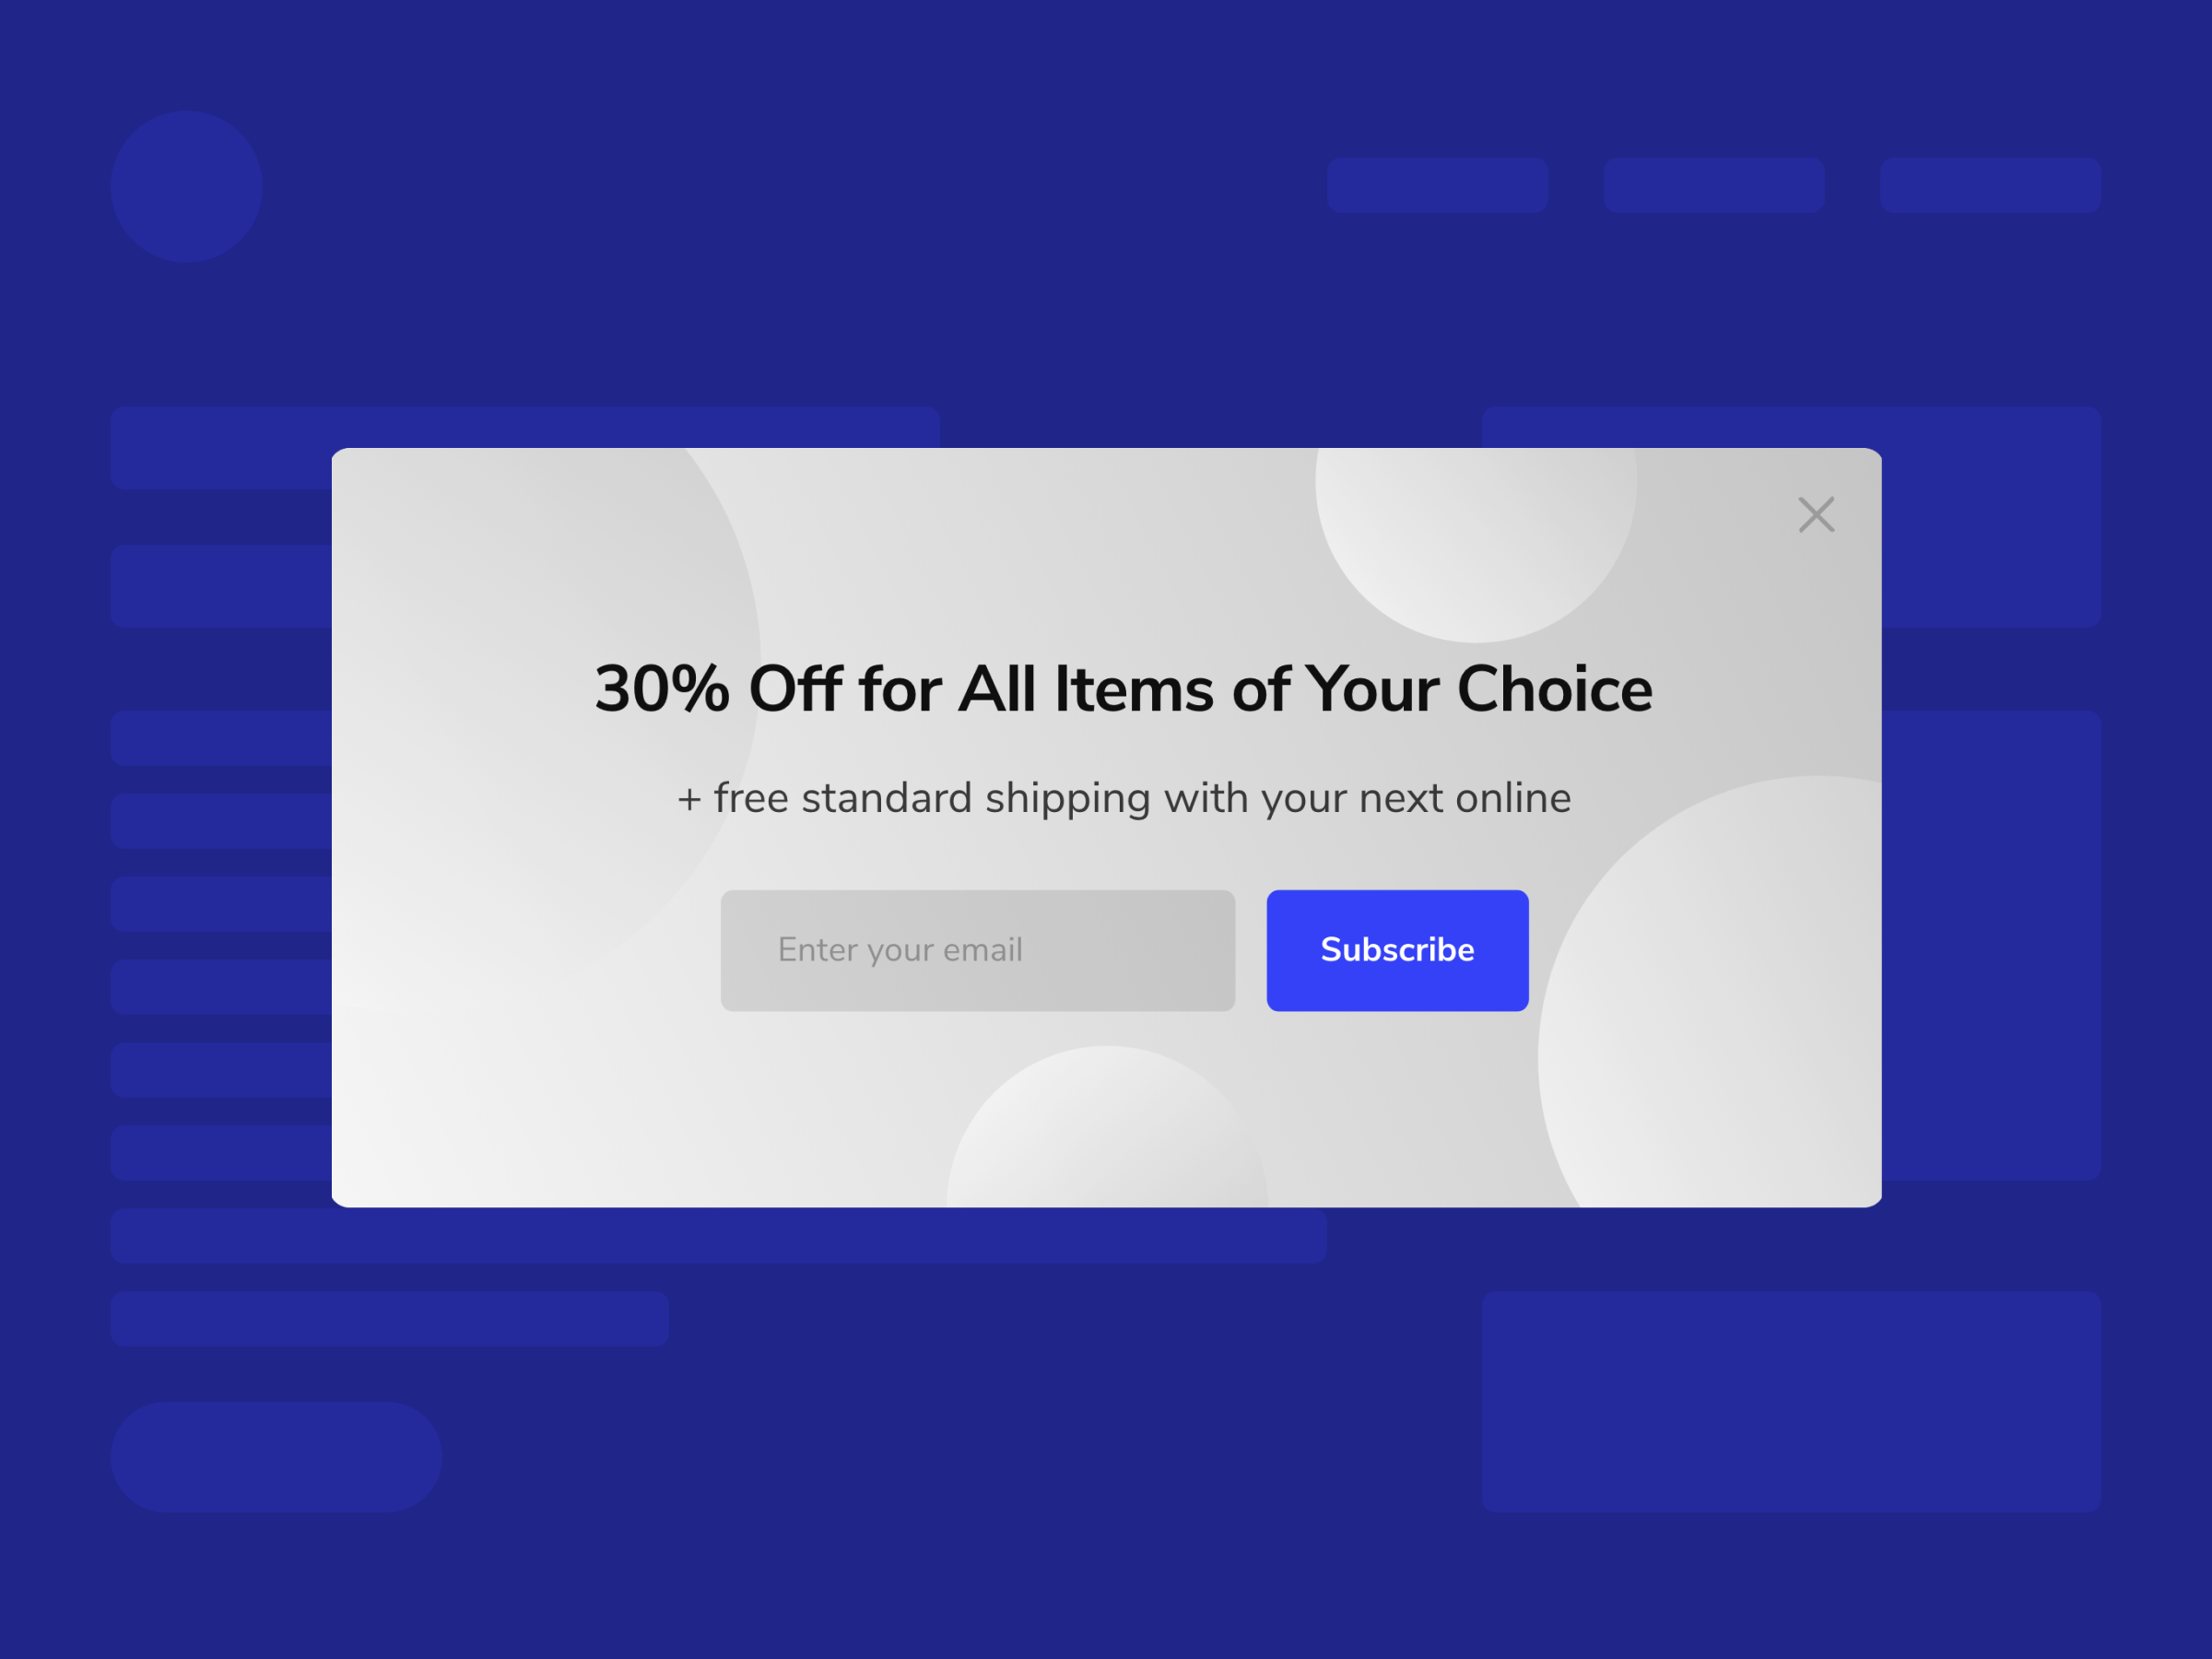 30% Off for All Items of Your Choice
+ free standard shipping with your next online
Enter your email
Subscribe